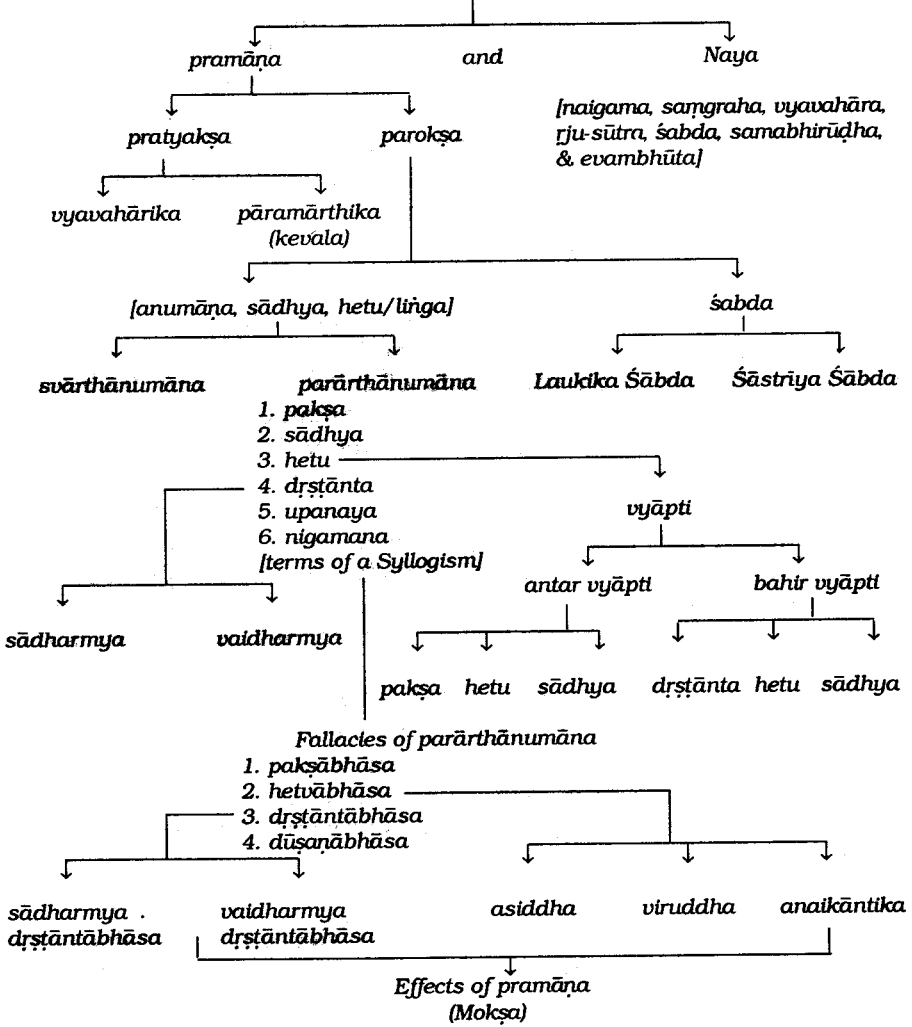 pramāṇa and Naya
[naigama, saṃgraha, vyavahāra,
ṛju-sūtra, śabda, samabhirūḍha,
& evambhūta]
pratyakṣa parokṣa
vyavahārika pāramārthika
(kevala)
[anumāṇa, sādhya, hetu/liṅga] śabda
svārthānumāna parārthānumāna Laukika Śābda Śāstrīya Śābda
1. pakṣa
2. sādhya
3. hetu
4. dṛṣṭānta
5. upanaya
6. nigamana
[terms of a Syllogism]
vyāpti
antar vyāpti bahir vyāpti
sādharmya vaidharmya
pakṣa hetu sādhya dṛṣṭānta hetu sādhya
Fallacies of parārthānumāna
1. pakṣābhāsa
2. hetvābhāsa
3. dṛṣṭāntābhāsa
4. dūṣaṇābhāsa
sādharmya . vaidharmya asiddha viruddha anaikāntika
dṛṣṭāntābhāsa dṛṣṭāntābhāsa
Effects of pramāṇa
(Mokṣa)